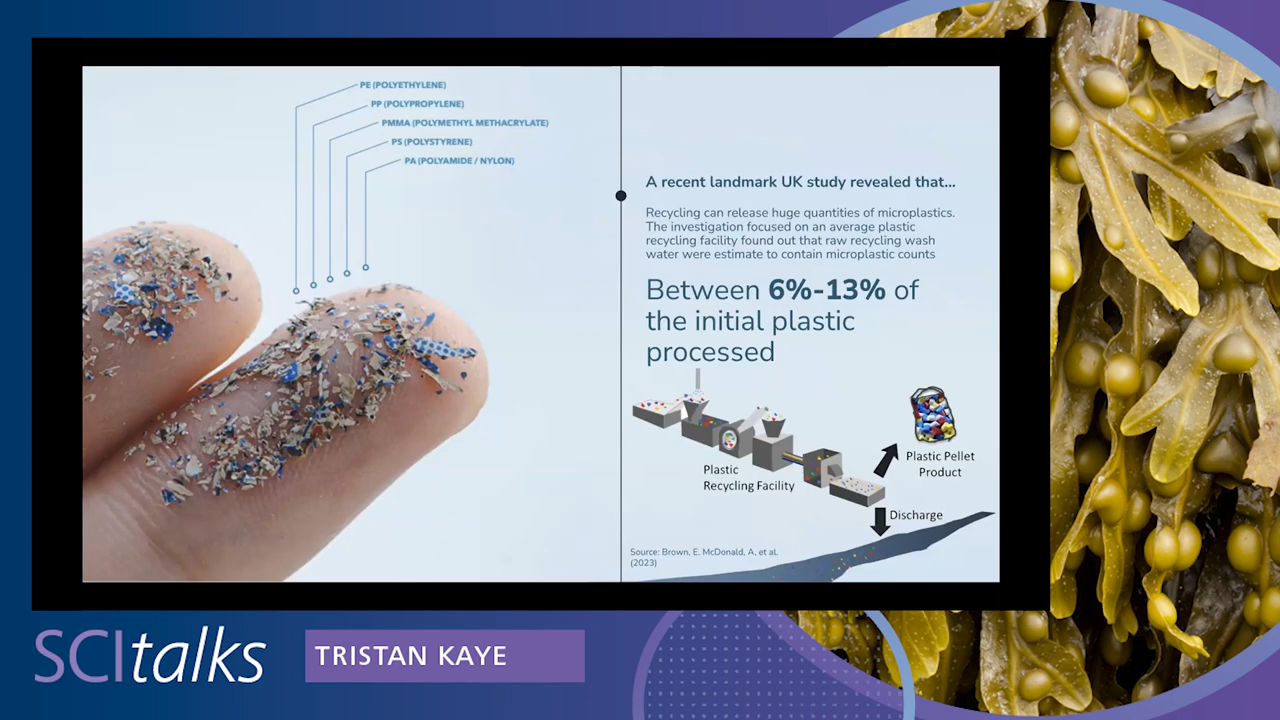 PE (POLYETHYLENE)
PP (POLYPROPYLENE)
PMMA (POLYMETHYL METHACRYLATE)
PS (POLYSTYRENE)
PA (POLYAMIDE / NYLON)
A recent landmark UK study revealed that...
Recycling can release huge quantities of microplastics.
The investigation focused on an average plastic
recycling facility found out that raw recycling wash
water were estimate to contain microplastic counts
Between 6%-13% of
the initial plastic
processed
Plastic
Recycling Facility
Plastic Pellet
Product
Discharge
Source: Brown, E. McDonald, A, et al.
(2023)
SCItalks
TRISTAN KAYE